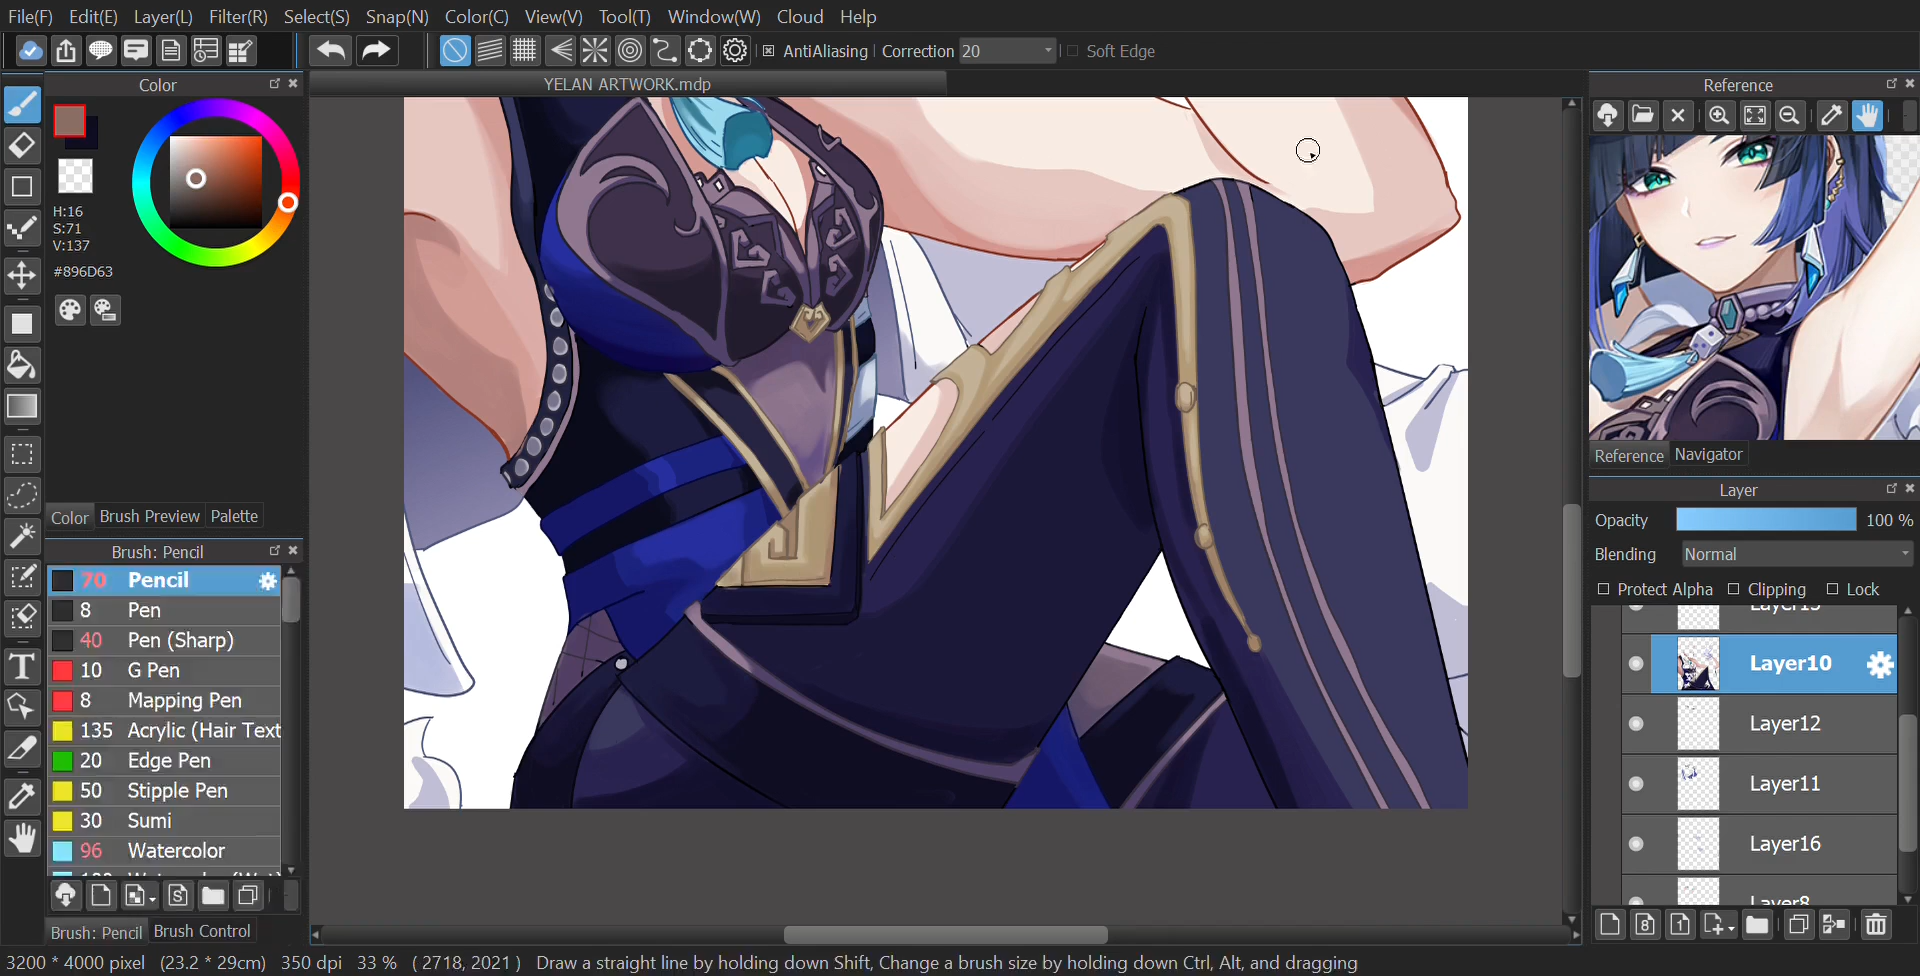 File(F) Edit(E) Layer(L) Filter(R) Select(S) Snap(N) Color(C) View(V) Tool(T) Window(W) Cloud Help
AntiAliasing Correction 20 Soft Edge
Color
YELAN ARTWORK.mdp
Reference
H:16
S:71
V:137
#896D63
Reference Navigator
Layer
Color Brush Preview Palette
Opacity 100 %
Brush: Pencil
Blending Normal
70 Pencil
8 Pen
Protect Alpha Clipping Lock
40 Pen (Sharp)
10 G Pen
Layer10
8 Mapping Pen
Layer12
135 Acrylic (Hair Text
20 Edge Pen
Layer11
50 Stipple Pen
30 Sumi
Layer16
96 Watercolor
Layer8
8 1
S
Brush: Pencil Brush Control
3200 * 4000 pixel (23.2 * 29cm) 350 dpi 33 % ( 2718, 2021 ) Draw a straight line by holding down Shift, Change a brush size by holding down Ctrl, Alt, and dragging